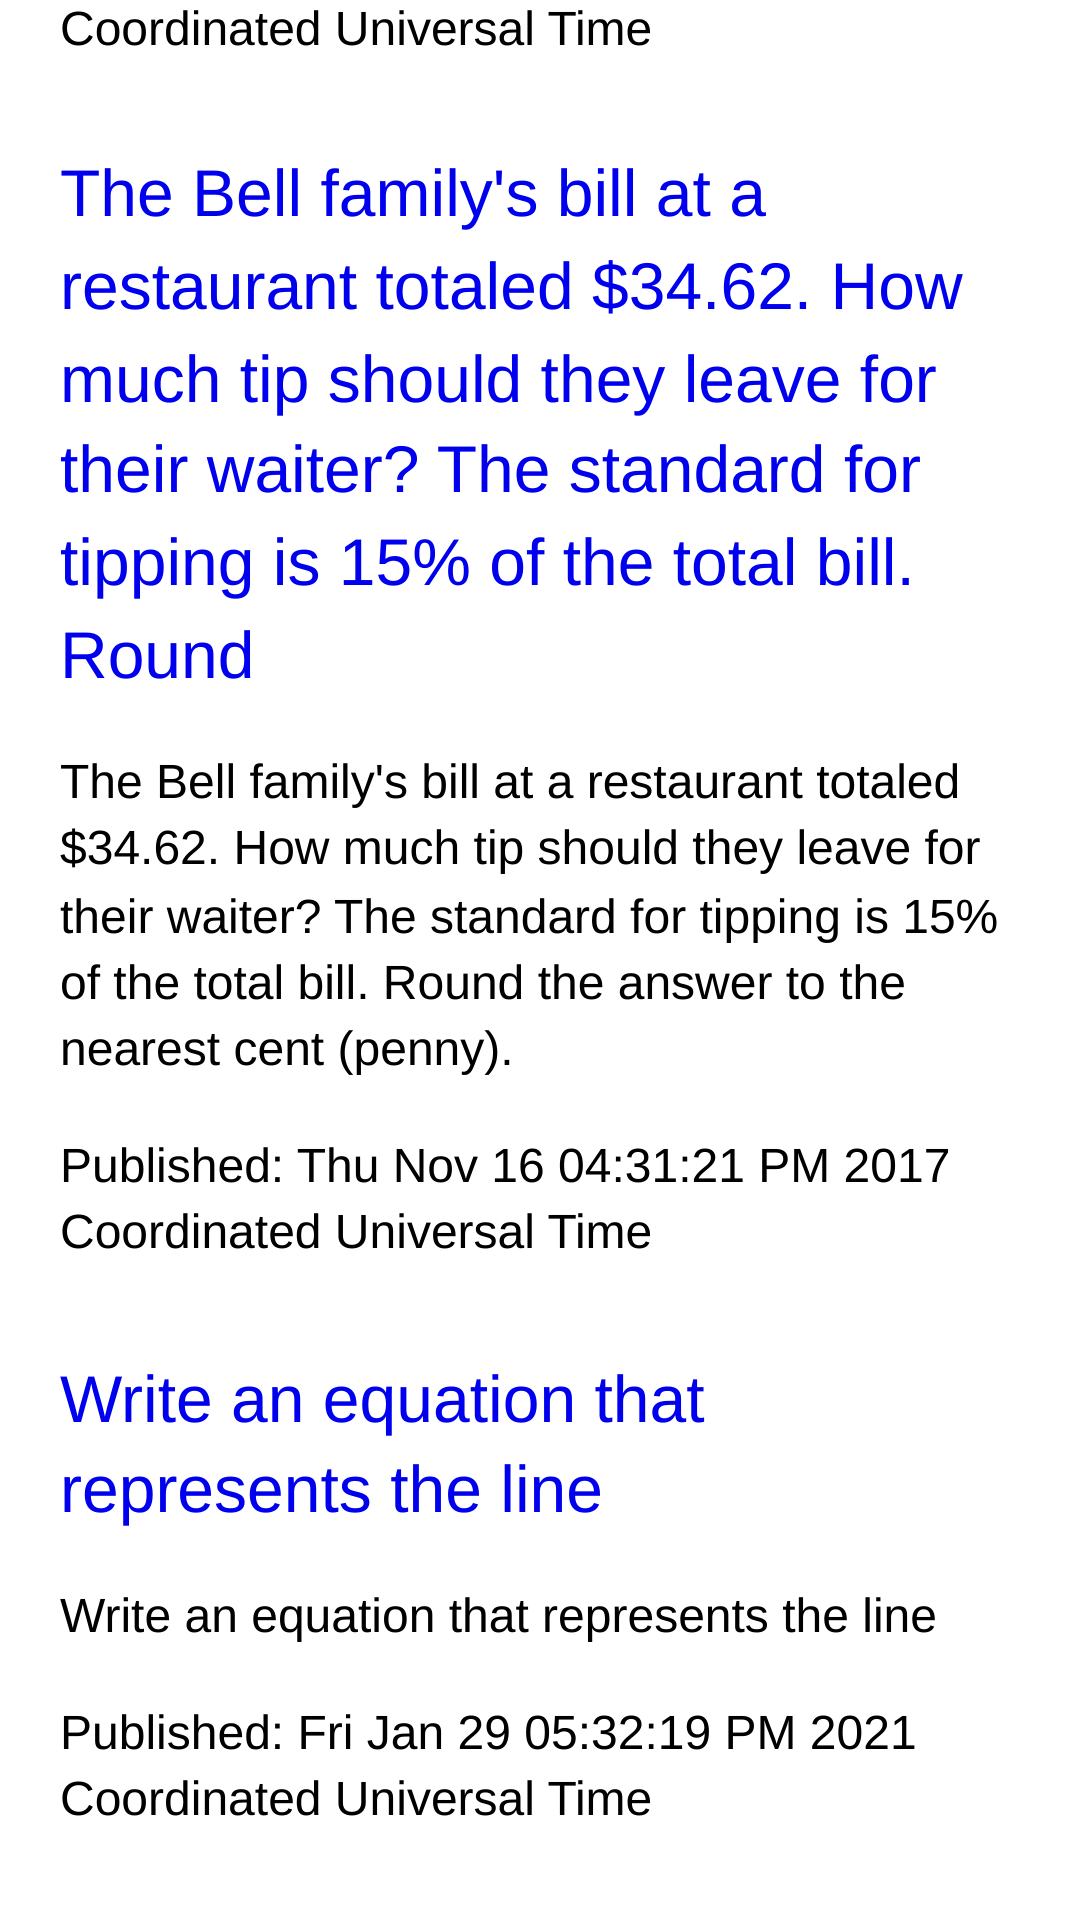 Coordinated Universal Time
The Bell family's bill at a
restaurant totaled $34.62. How
much tip should they leave for
their waiter? The standard for
tipping is 15% of the total bill.
Round
The Bell family's bill at a restaurant totaled
$34.62. How much tip should they leave for
their waiter? The standard for tipping is 15%
of the total bill. Round the answer to the
nearest cent (penny).
Published: Thu Nov 16 04:31:21 PM 2017
Coordinated Universal Time
Write an equation that
represents the line
Write an equation that represents the line
Published: Fri Jan 29 05:32:19 PM 2021
Coordinated Universal Time